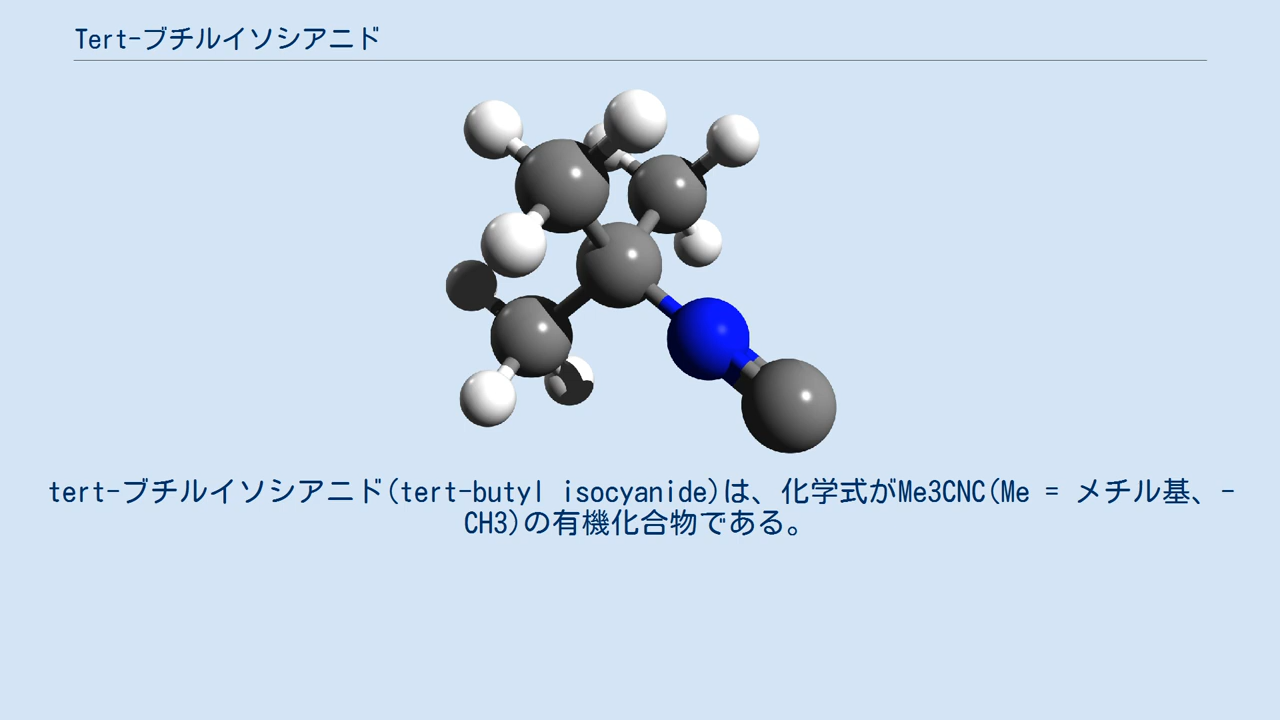 Tert-ブチルイソシアニド
tert-ブチルイソシアニド(tert-butyl isocyanide)は、化学式がMe3CNC(Me = メチル基、-
CH3)の有機化合物である。